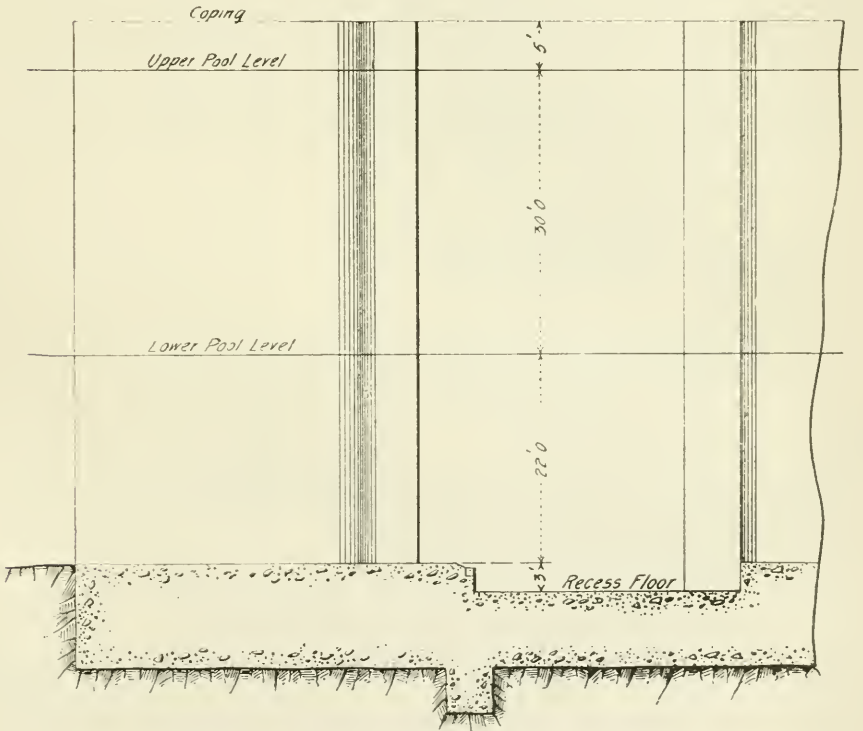 Coping
5'
Upper Pool Level
30'0
Lower Pool Level
22'0
3'
Recess Floor